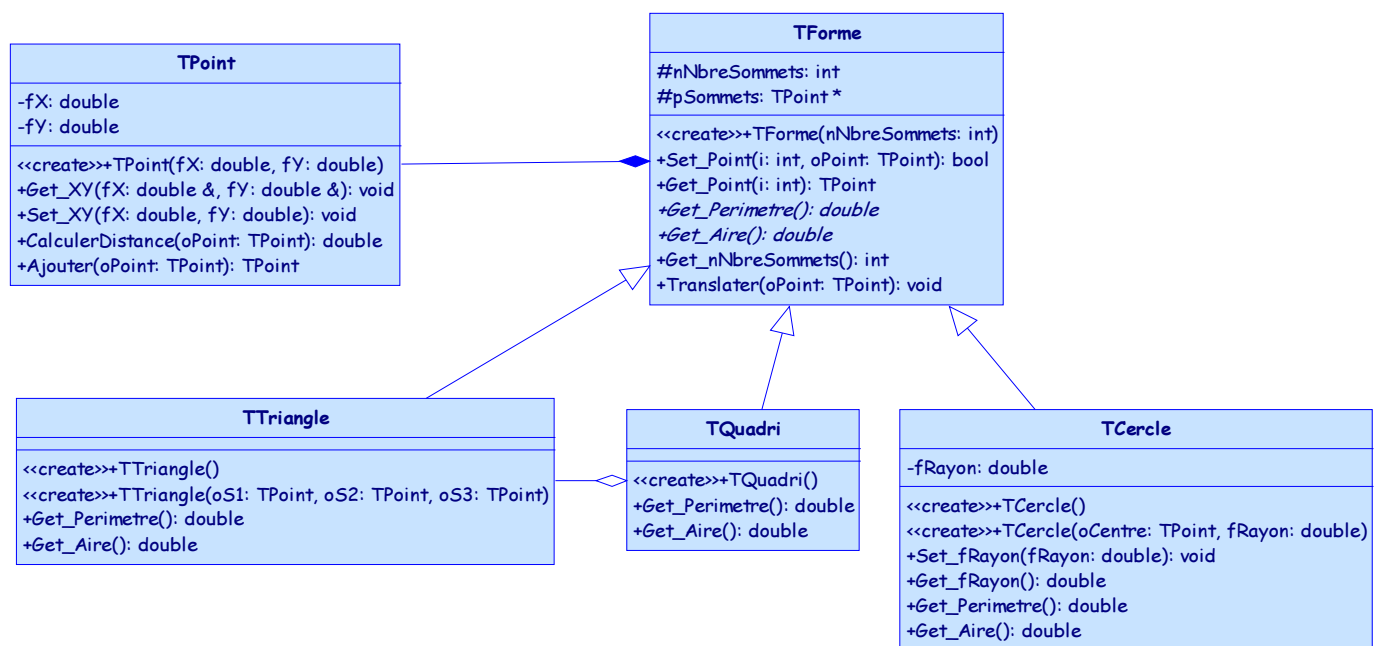 TPoint
-fX: double
-fY: double
<<create>>+TPoint(fX: double, fY: double)
+Get_XY(fX: double &, fY: double &): void
+Set_XY(fX: double, fY: double): void
+CalculerDistance(oPoint: TPoint): double
+Ajouter(oPoint: TPoint): TPoint
TForme
#nNbreSommets: int
#pSommets: TPoint *
<<create>>+TForme(nNbreSommets: int)
+Set_Point(i: int, oPoint: TPoint): bool
+Get_Point(i: int): TPoint
+Get_Perimetre(): double
+Get_Aire(): double
+Get_nNbreSommets(): int
+Translater(oPoint: TPoint): void
TTriangle
<<create>>+TTriangle()
<<create>>+TTriangle(oS1: TPoint, oS2: TPoint, oS3: TPoint)
+Get_Perimetre(): double
+Get_Aire(): double
TQuadri
<<create>>+TQuadri()
+Get_Perimetre(): double
+Get_Aire(): double
TCercle
-fRayon: double
<<create>>+TCercle()
<<create>>+TCercle(oCentre: TPoint, fRayon: double)
+Set_fRayon(fRayon: double): void
+Get_fRayon(): double
+Get_Perimetre(): double
+Get_Aire(): double